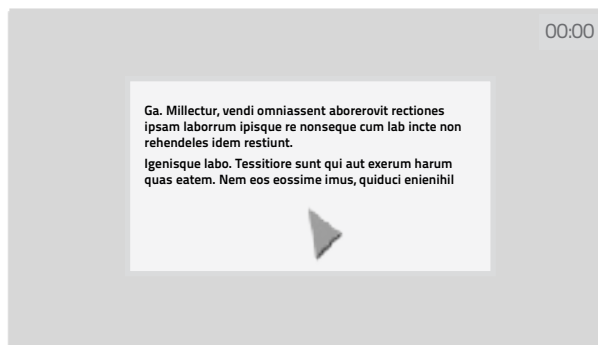 00:00
Ga. Millectur, vendi omniassent aborerovit rectiones
ipsam laborrum ipisque re nonseque cum lab incte non
rehendeles idem restiunt.
Igenisque labo. Tessitiore sunt qui aut exerum harum
quas eatem. Nem eos eossime imus, quiduci enienihil